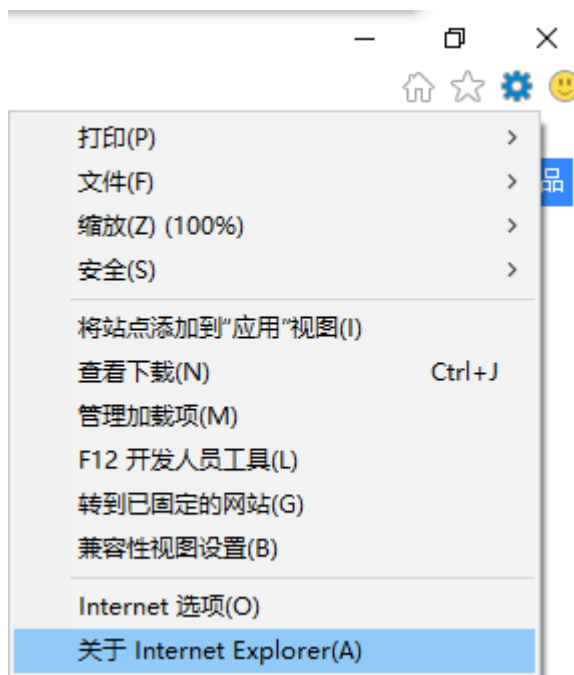 打印(P)
品
文件(F)
缩放(Z) (100%)
安全(S)
将站点添加到“应用”视图(I)
查看下载(N) Ctrl+J
管理加载项(M)
F12 开发人员工具(L)
转到已固定的网站(G)
兼容性视图设置(B)
Internet 选项(O)
关于 Internet Explorer(A)